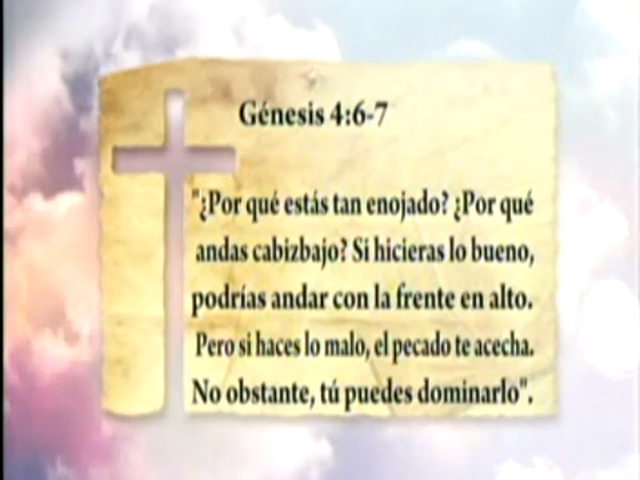 Génesis 4:6-7
"¿Por qué estás tan enojado? ¿Por qué
andas cabizbajo? Si hicieras lo bueno,
podrías andar con la frente en alto.
Pero si haces lo malo, el pecado te acecha.
No obstante, tú puedes dominarlo".